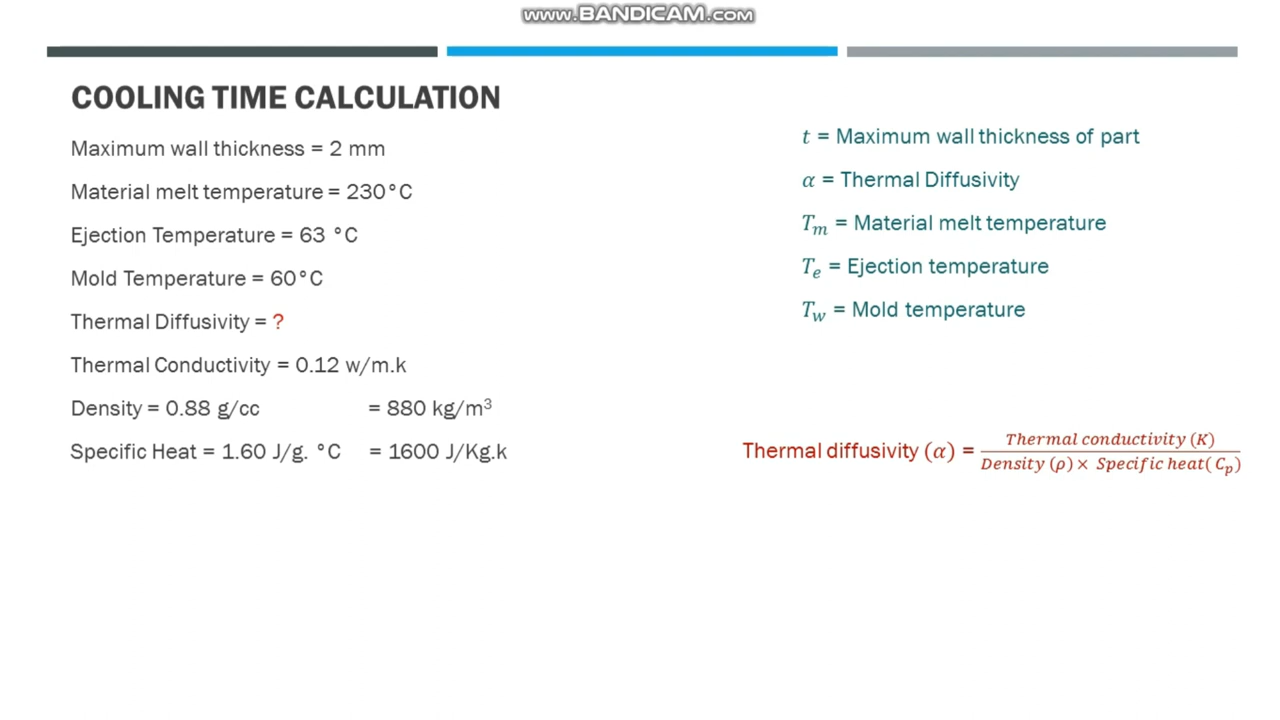 www.BANDICAM.com
COOLING TIME CALCULATION
Maximum wall thickness = 2 mm
Material melt temperature = 230°C
Ejection Temperature = 63 °C
Mold Temperature = 60°C
Thermal Diffusivity = ?
Thermal Conductivity = 0.12 w/m.k
Density = 0.88 g/cc = 880 kg/m³
Specific Heat = 1.60 J/g. °C = 1600 J/Kg.k
t = Maximum wall thickness of part
α = Thermal Diffusivity
Tₘ = Material melt temperature
Tₑ = Ejection temperature
T_w = Mold temperature
Thermal diffusivity (α) = Thermal conductivity (K)
Density (ρ) × Specific heat( Cₚ)